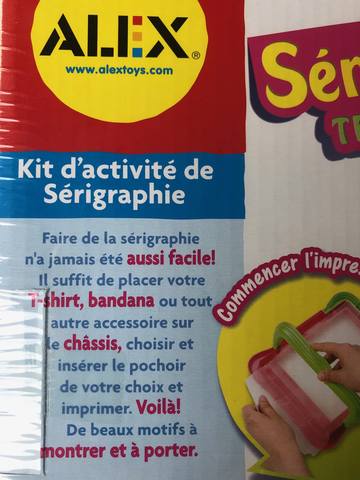 ALEX®
www.alextoys.com
Kit d'activité de
Sérigraphie
Faire de la sérigraphie
n'a jamais été aussi facile!
Il suffit de placer votre
T-shirt, bandana ou tout
autre accessoire sur
le châssis, choisir et
insérer le pochoir
de votre choix et
imprimer. Voilà!
De beaux motifs à
montrer et à porter.
Commencer l'impre